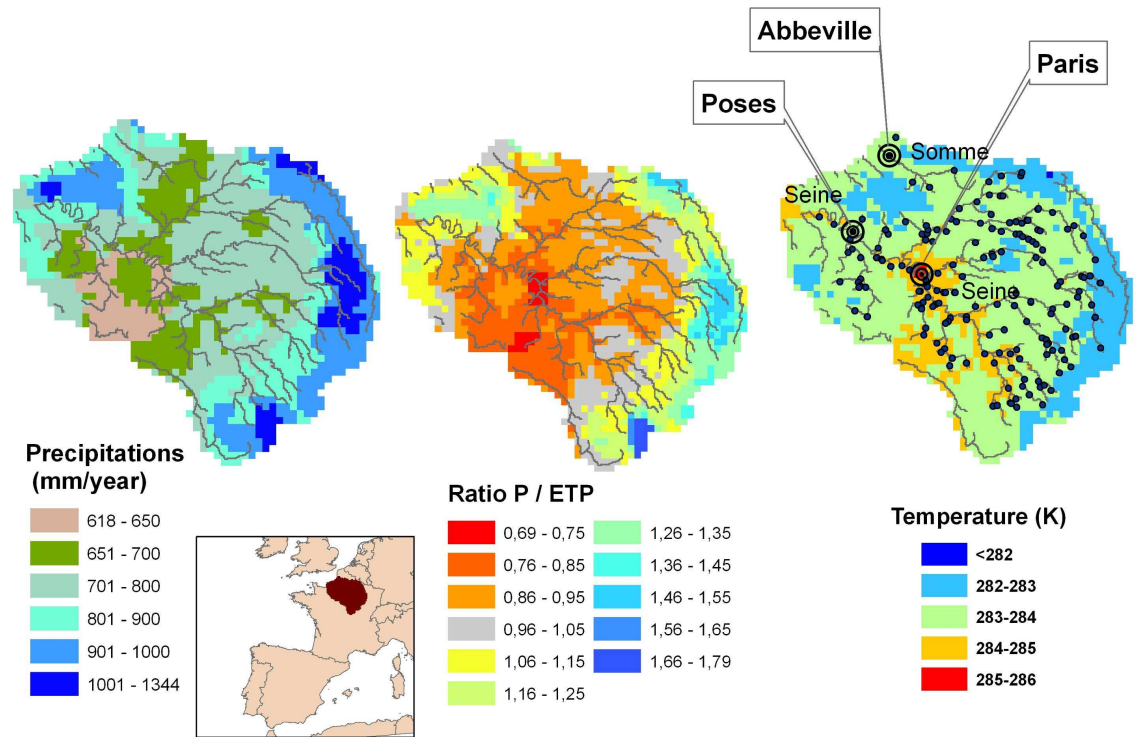 Abbeville
Paris
Poses
Somme
Seine
Seine
Precipitations
(mm/year)
618 - 650
651 - 700
701 - 800
801 - 900
901 - 1000
1001 - 1344
Ratio P / ETP
0,69 - 0,75
0,76 - 0,85
0,86 - 0,95
0,96 - 1,05
1,06 - 1,15
1,16 - 1,25
1,26 - 1,35
1,36 - 1,45
1,46 - 1,55
1,56 - 1,65
1,66 - 1,79
Temperature (K)
<282
282-283
283-284
284-285
285-286